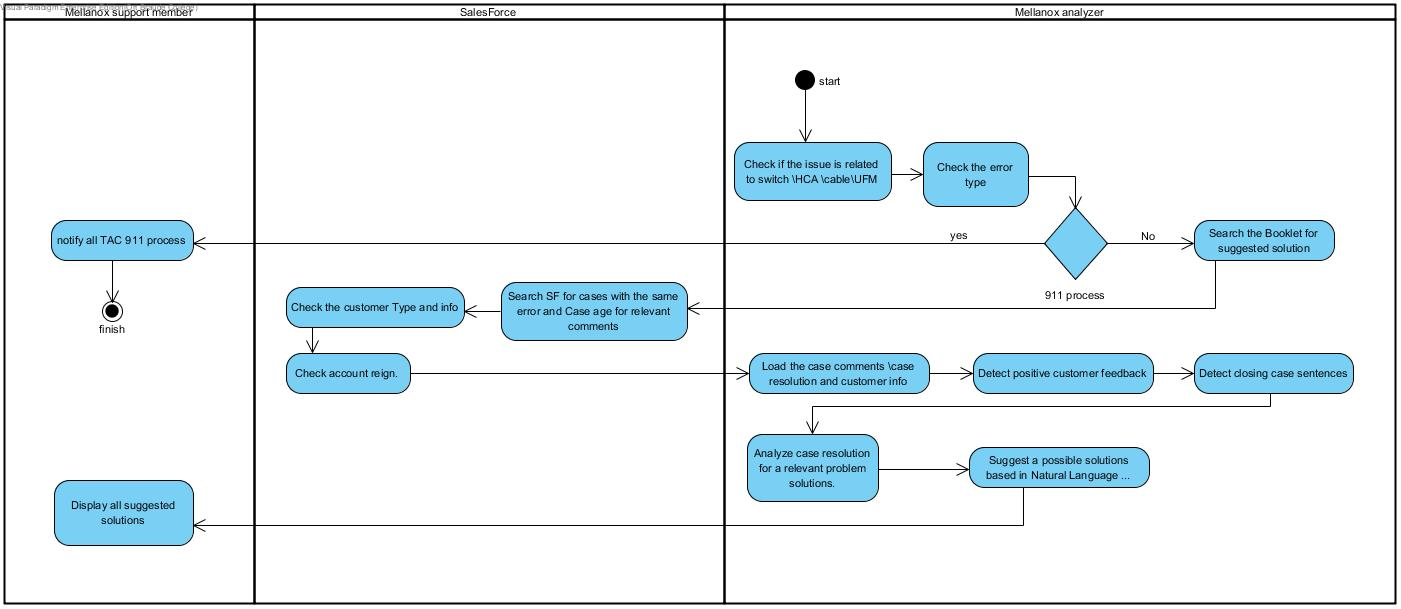 Mellanox support member
SalesForce
Mellanox analyzer
start
Check if the issue is related
to switch \HCA \cable\UFM
Check the error
type
notify all TAC 911 process
yes
No
Search the Booklet for
suggested solution
911 process
finish
Check the customer Type and info
Search SF for cases with the same
error and Case age for relevant
comments
Check account reign.
Load the case comments \case
resolution and customer info
Detect positive customer feedback
Detect closing case sentences
Analyze case resolution
for a relevant problem
solutions.
Suggest a possible solutions
based in Natural Language ...
Display all suggested
solutions